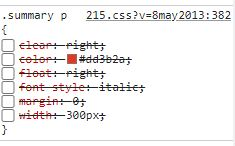 .summary p 215.css?v=8may2013:382
{
clear: right;
color: #dd3b2a;
float: right;
font-style: italic;
margin: 0;
width: 300px;
}